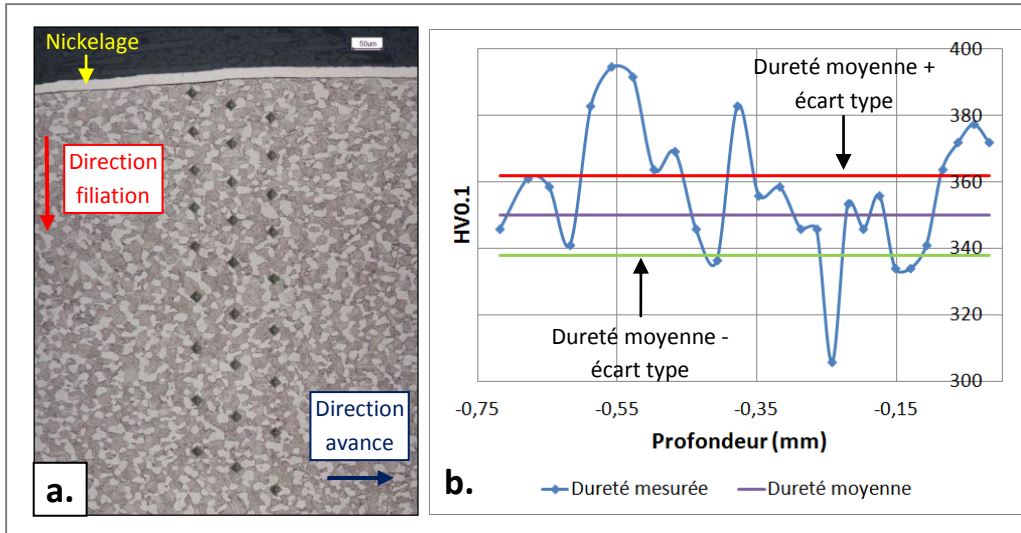 Nickelage
50um
Direction
filiation
Direction
avance
a.
400
380
360
340
320
300
HV0.1
Dureté moyenne +
écart type
Dureté moyenne -
écart type
-0,75
-0,55
-0,35
-0,15
Profondeur (mm)
b.
Dureté mesurée
Dureté moyenne